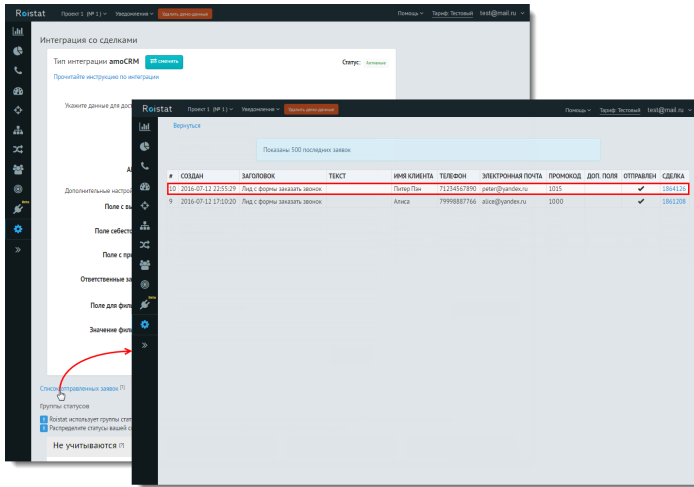 Roistat Проект 1 (№ 1) Уведомления Удалить демо-данные Помощь Тариф: Тестовый test@mail.ru
Интеграция со сделками
Тип интеграции amoCRM сменить Статус: Активные
Прочитайте инструкцию по интеграции
Укажите данные для дос
Дополнительные настрой
Поле с вы
Поле себесто
Поле с при
Ответственные за
Поле для фил
Значение фил
Beta
Список отправленных заявок [?]
Группы статусов
Roistat использует группы стат
Распределите статусы вашей с
Не учитываются [?]
Roistat Проект 1 (№ 1) Уведомления Удалить демо-данные Помощь Тариф: Тестовый test@mail.ru
Вернуться
Показаны 500 последних заявок
# СОЗДАН ЗАГОЛОВОК ТЕКСТ ИМЯ КЛИЕНТА ТЕЛЕФОН ЭЛЕКТРОННАЯ ПОЧТА ПРОМОКОД ДОП. ПОЛЯ ОТПРАВЛЕН СДЕЛКА
10 2016-07-12 22:55:29 Лид с формы заказать звонок Питер Пэн 71234567890 peter@yandex.ru 1015 ✔ 1864126
9 2016-07-12 17:10:20 Лид с формы заказать звонок Алиса 79998887766 alice@yandex.ru 1000 ✔ 1861208
Beta